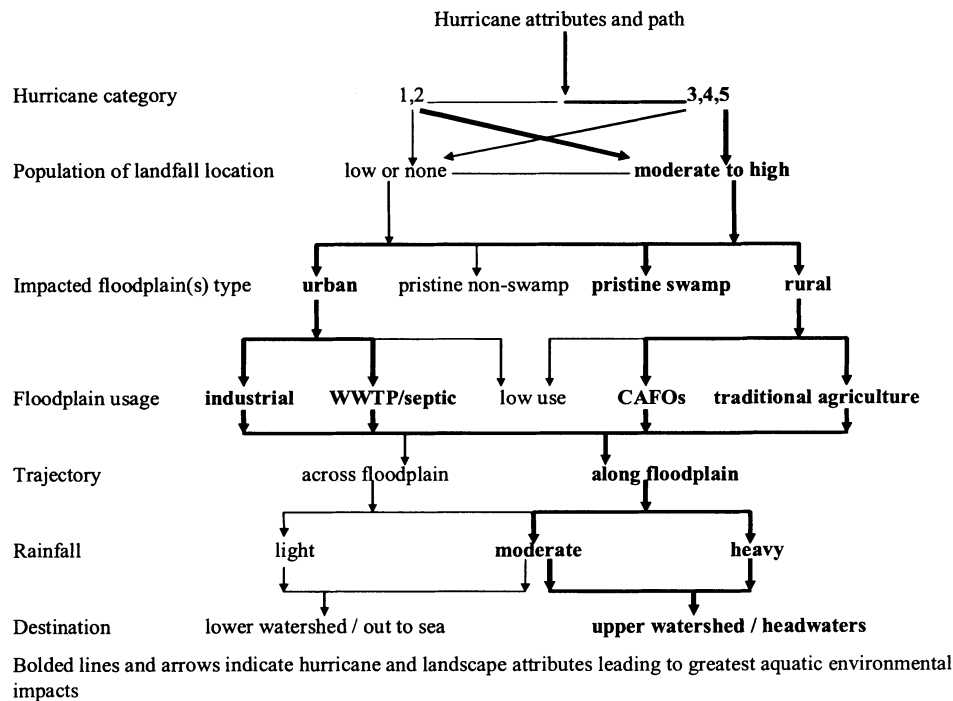 Hurricane attributes and path
Hurricane category 1,2 3,4,5
Population of landfall location low or none moderate to high
Impacted floodplain(s) type urban pristine non-swamp pristine swamp rural
Floodplain usage industrial WWTP/septic low use CAFOs traditional agriculture
Trajectory across floodplain along floodplain
Rainfall light moderate heavy
Destination lower watershed / out to sea upper watershed / headwaters
Bolded lines and arrows indicate hurricane and landscape attributes leading to greatest aquatic environmental
impacts